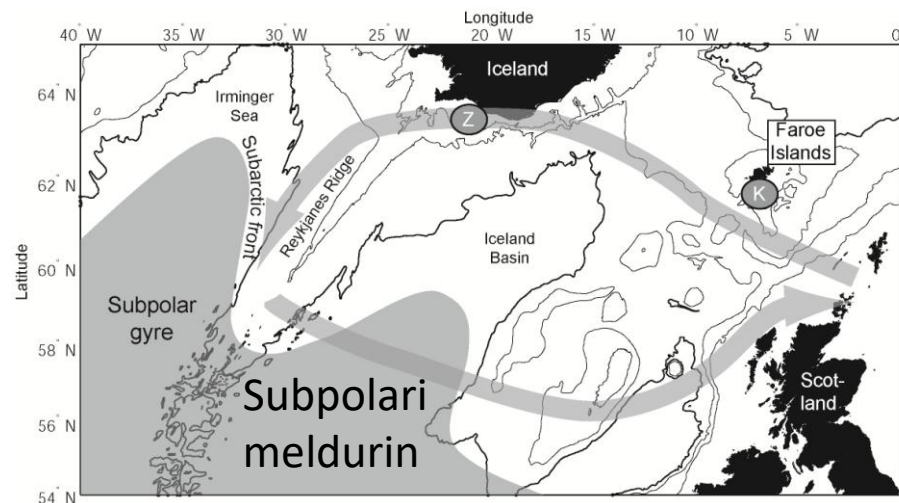 Longitude
40° W 35° W 30° W 25° W 20° W 15° W 10° W 5° W 0°
Latitude
64° N
62° N
60° N
58° N
56° N
54° N
Iceland
Irminger
Sea
Z
Faroe
Islands
K
Subarctic front
Reykjanes Ridge
Iceland
Basin
Subpolar
gyre
Scot-
land
Subpolari
meldurin